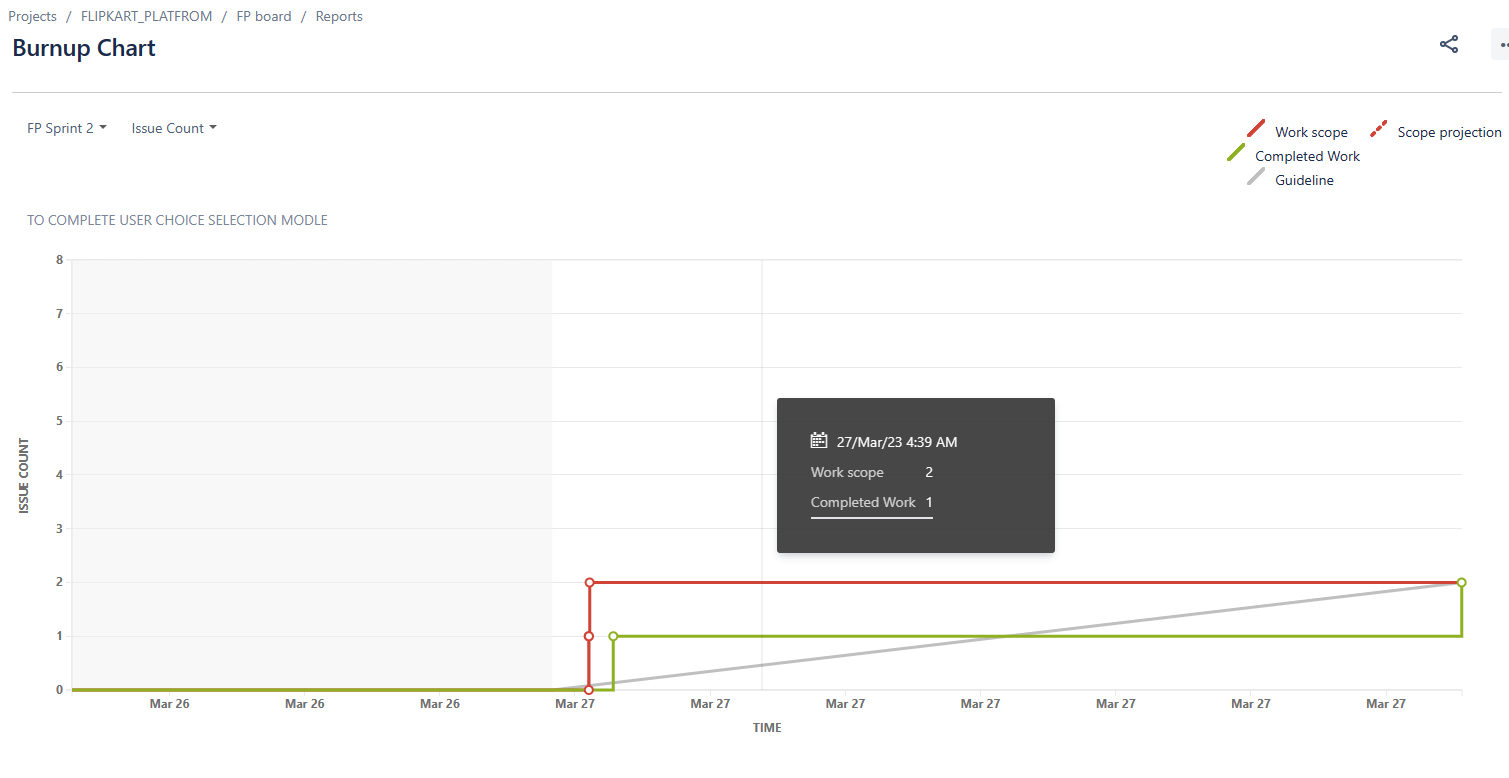 Projects / FLIPKART_PLATFROM / FP board / Reports
Burnup Chart
FP Sprint 2 Issue Count
Work scope Scope projection
Completed Work
Guideline
TO COMPLETE USER CHOICE SELECTION MODLE
8
7
6
5
4
3
2
1
0
ISSUE COUNT
27/Mar/23 4:39 AM
Work scope 2
Completed Work 1
Mar 26 Mar 26 Mar 26 Mar 27 Mar 27 Mar 27 Mar 27 Mar 27 Mar 27 Mar 27
TIME